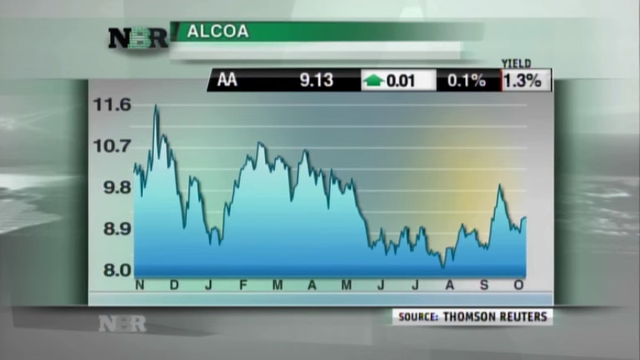 NBR ALCOA
YIELD
AA 9.13 0.01 0.1% 1.3%
11.6
10.7
9.8
8.9
8.0
N D J F M A M J J A S O
SOURCE: THOMSON REUTERS
NBR